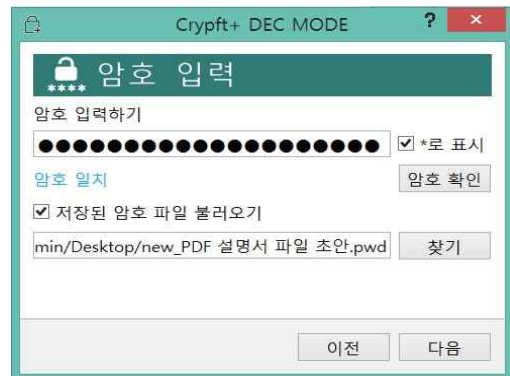 Crypft+ DEC MODE ? ×
**** 암호 입력
암호 입력하기
●●●●●●●●●●●●●●●●●●●● *로 표시
암호 일치 암호 확인
저장된 암호 파일 불러오기
min/Desktop/new_PDF 설명서 파일 초안.pwd 찾기
이전 다음